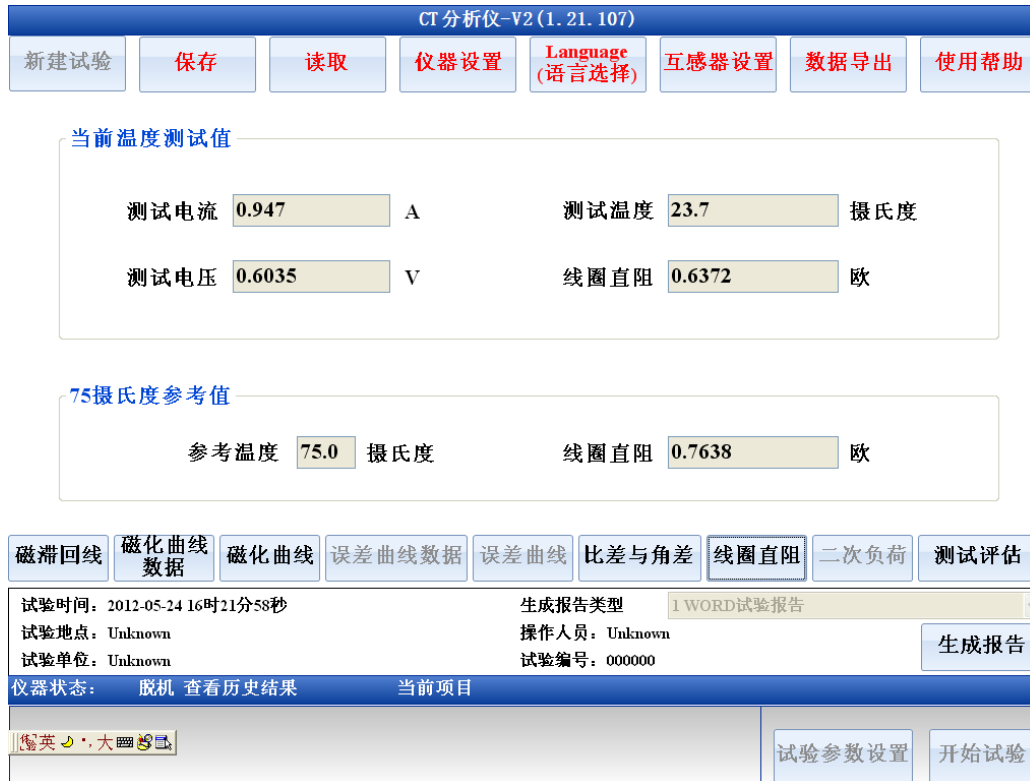 CT分析仪-V2(1.21.107)
新建试验 保存 读取 仪器设置 Language (语言选择) 互感器设置 数据导出 使用帮助
当前温度测试值
测试电流 0.947 A 测试温度 23.7 摄氏度
测试电压 0.6035 V 线圈直阻 0.6372 欧
75摄氏度参考值
参考温度 75.0 摄氏度 线圈直阻 0.7638 欧
磁滞回线 磁化曲线数据 磁化曲线 误差曲线数据 误差曲线 比差与角差 线圈直阻 二次负荷 测试评估
试验时间: 2012-05-24 16时21分58秒 生成报告类型 1 WORD试验报告
试验地点: Unknown 操作人员: Unknown
试验单位: Unknown 试验编号: 000000
生成报告
仪器状态: 脱机 查看历史结果 当前项目
英 大
试验参数设置 开始试验